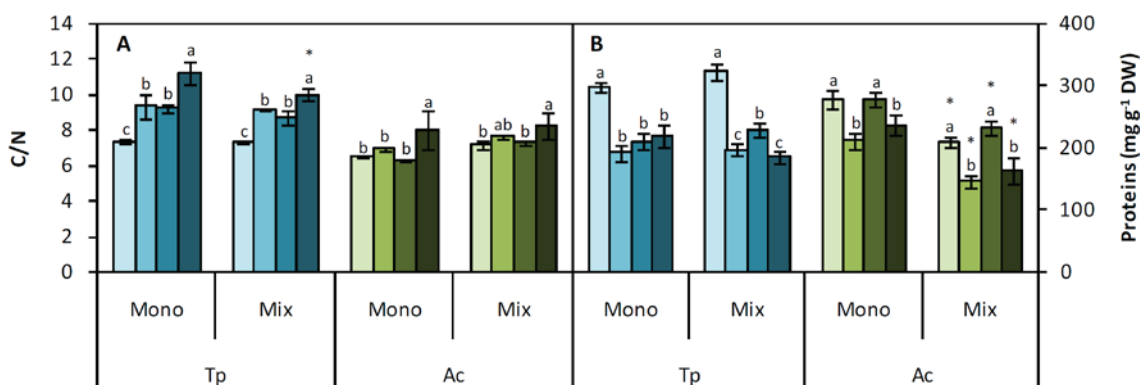 14
12
10
8
6
4
2
0
C/N
A
c b b a
c b b a *
b b b a
b ab b a
Mono Mix Mono Mix
Tp Ac
B
a b b b
a c b c
a b a b
a * b * a * b *
Mono Mix Mono Mix
Tp Ac
400
300
200
100
0
Proteins (mg g⁻¹ DW)